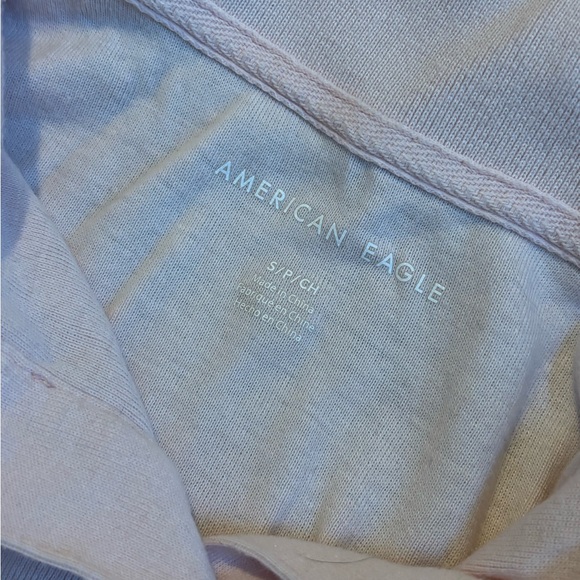 AMERICAN EAGLE
S/P/CH
Made in China
Fabriqué en Chine
Hecho en China